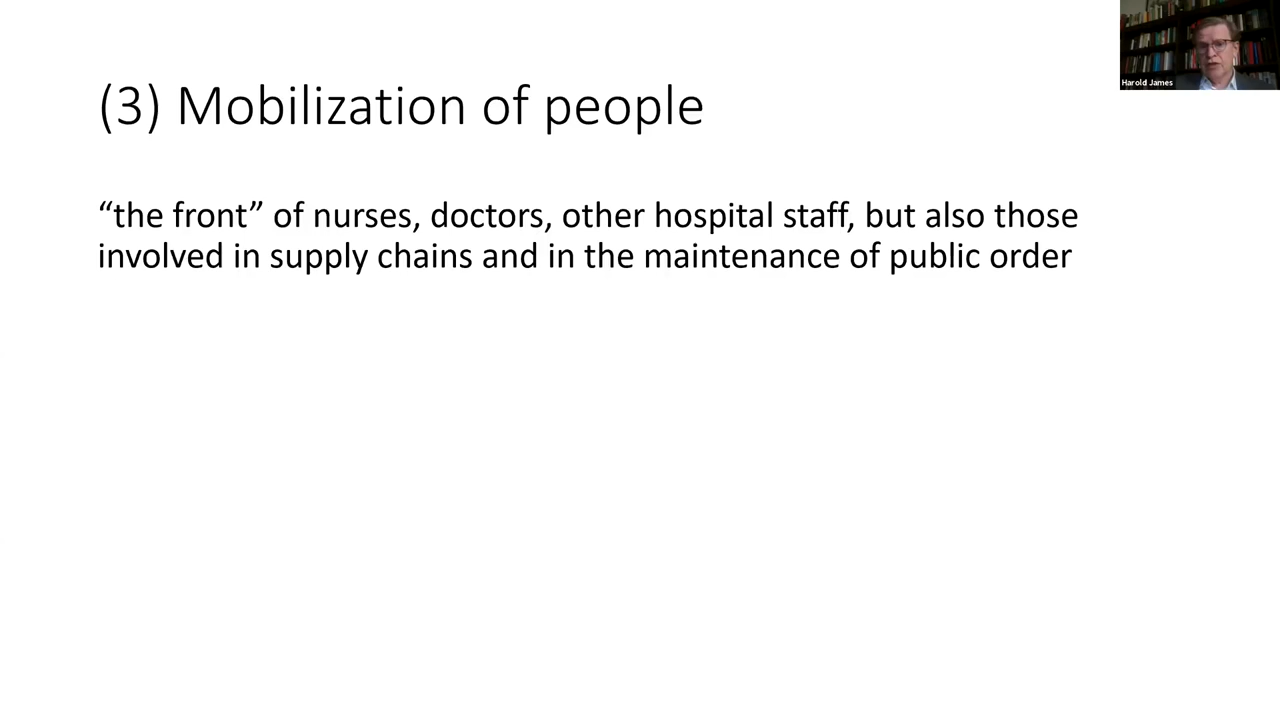 (3) Mobilization of people
“the front” of nurses, doctors, other hospital staff, but also those
involved in supply chains and in the maintenance of public order
Harold James